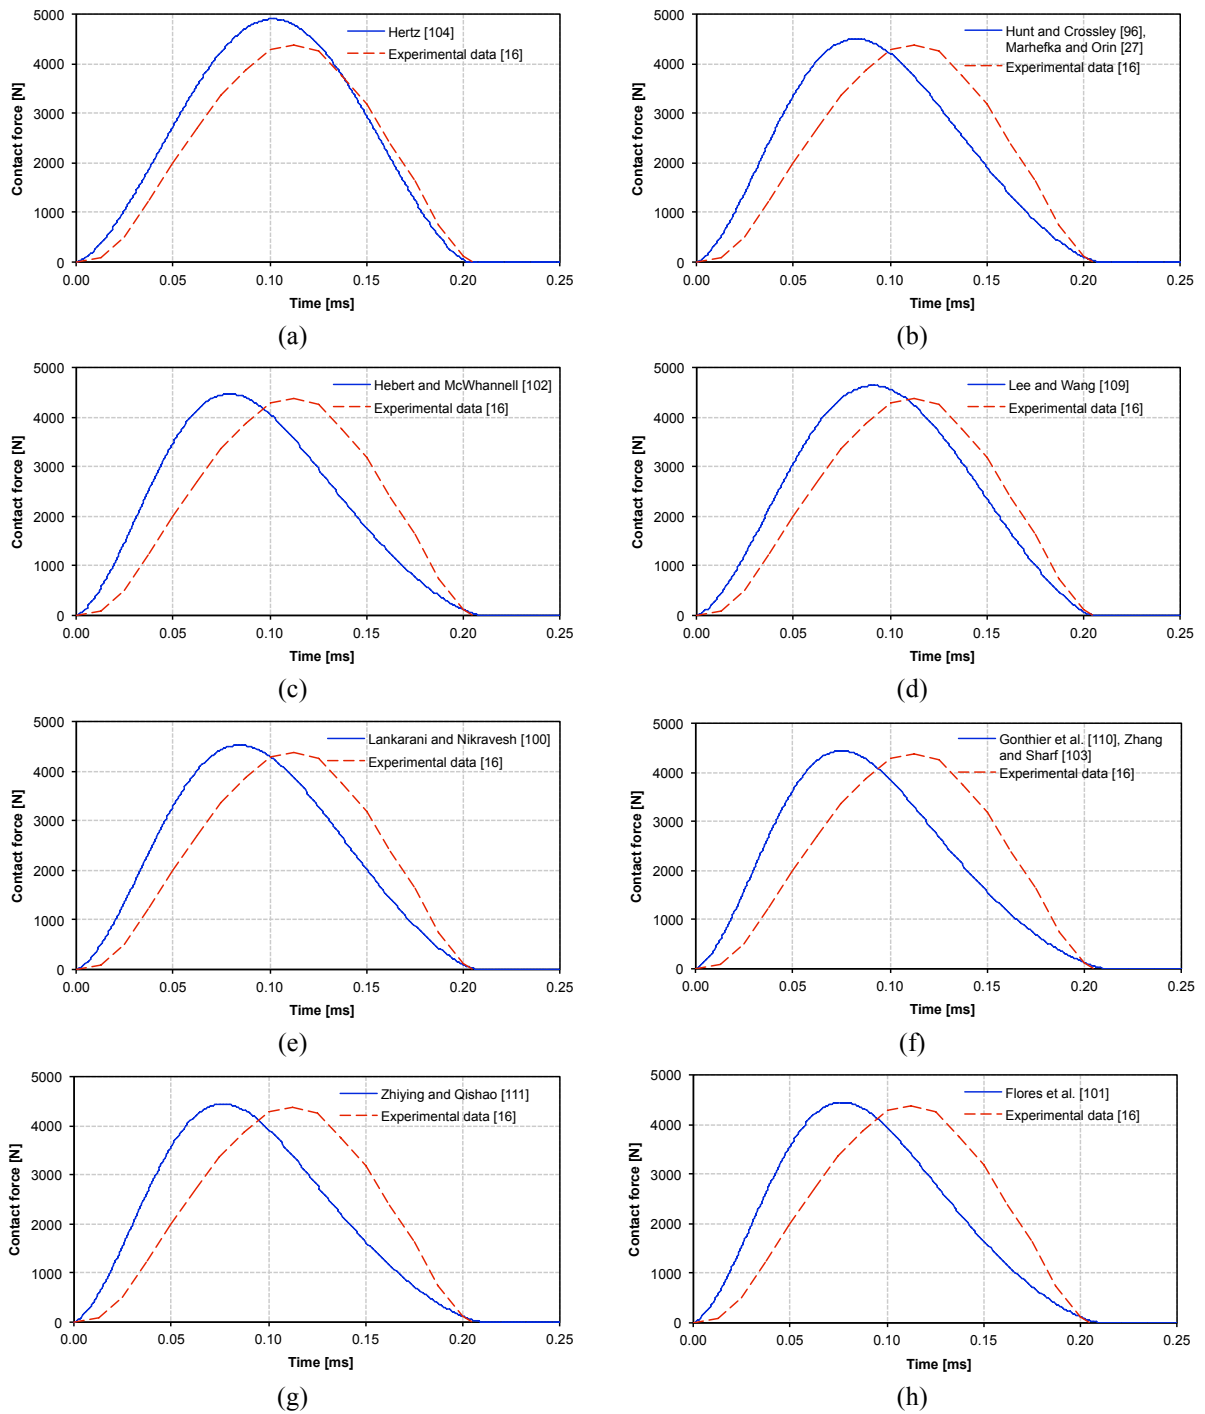 5000
4000
3000
2000
1000
0
Contact force [N]
Hertz [104]
Experimental data [16]
0.00 0.05 0.10 0.15 0.20 0.25
Time [ms]
(a)
5000
4000
3000
2000
1000
0
Contact force [N]
Hunt and Crossley [96],
Marhefka and Orin [27]
Experimental data [16]
0.00 0.05 0.10 0.15 0.20 0.25
Time [ms]
(b)
5000
4000
3000
2000
1000
0
Contact force [N]
Hebert and McWhannell [102]
Experimental data [16]
0.00 0.05 0.10 0.15 0.20 0.25
Time [ms]
(c)
5000
4000
3000
2000
1000
0
Contact force [N]
Lee and Wang [109]
Experimental data [16]
0.00 0.05 0.10 0.15 0.20 0.25
Time [ms]
(d)
5000
4000
3000
2000
1000
0
Contact force [N]
Lankarani and Nikravesh [100]
Experimental data [16]
0.00 0.05 0.10 0.15 0.20 0.25
Time [ms]
(e)
5000
4000
3000
2000
1000
0
Contact force [N]
Gonthier et al. [110], Zhang
and Sharf [103]
Experimental data [16]
0.00 0.05 0.10 0.15 0.20 0.25
Time [ms]
(f)
5000
4000
3000
2000
1000
0
Contact force [N]
Zhiying and Qishao [111]
Experimental data [16]
0.00 0.05 0.10 0.15 0.20 0.25
Time [ms]
(g)
5000
4000
3000
2000
1000
0
Contact force [N]
Flores et al. [101]
Experimental data [16]
0.00 0.05 0.10 0.15 0.20 0.25
Time [ms]
(h)